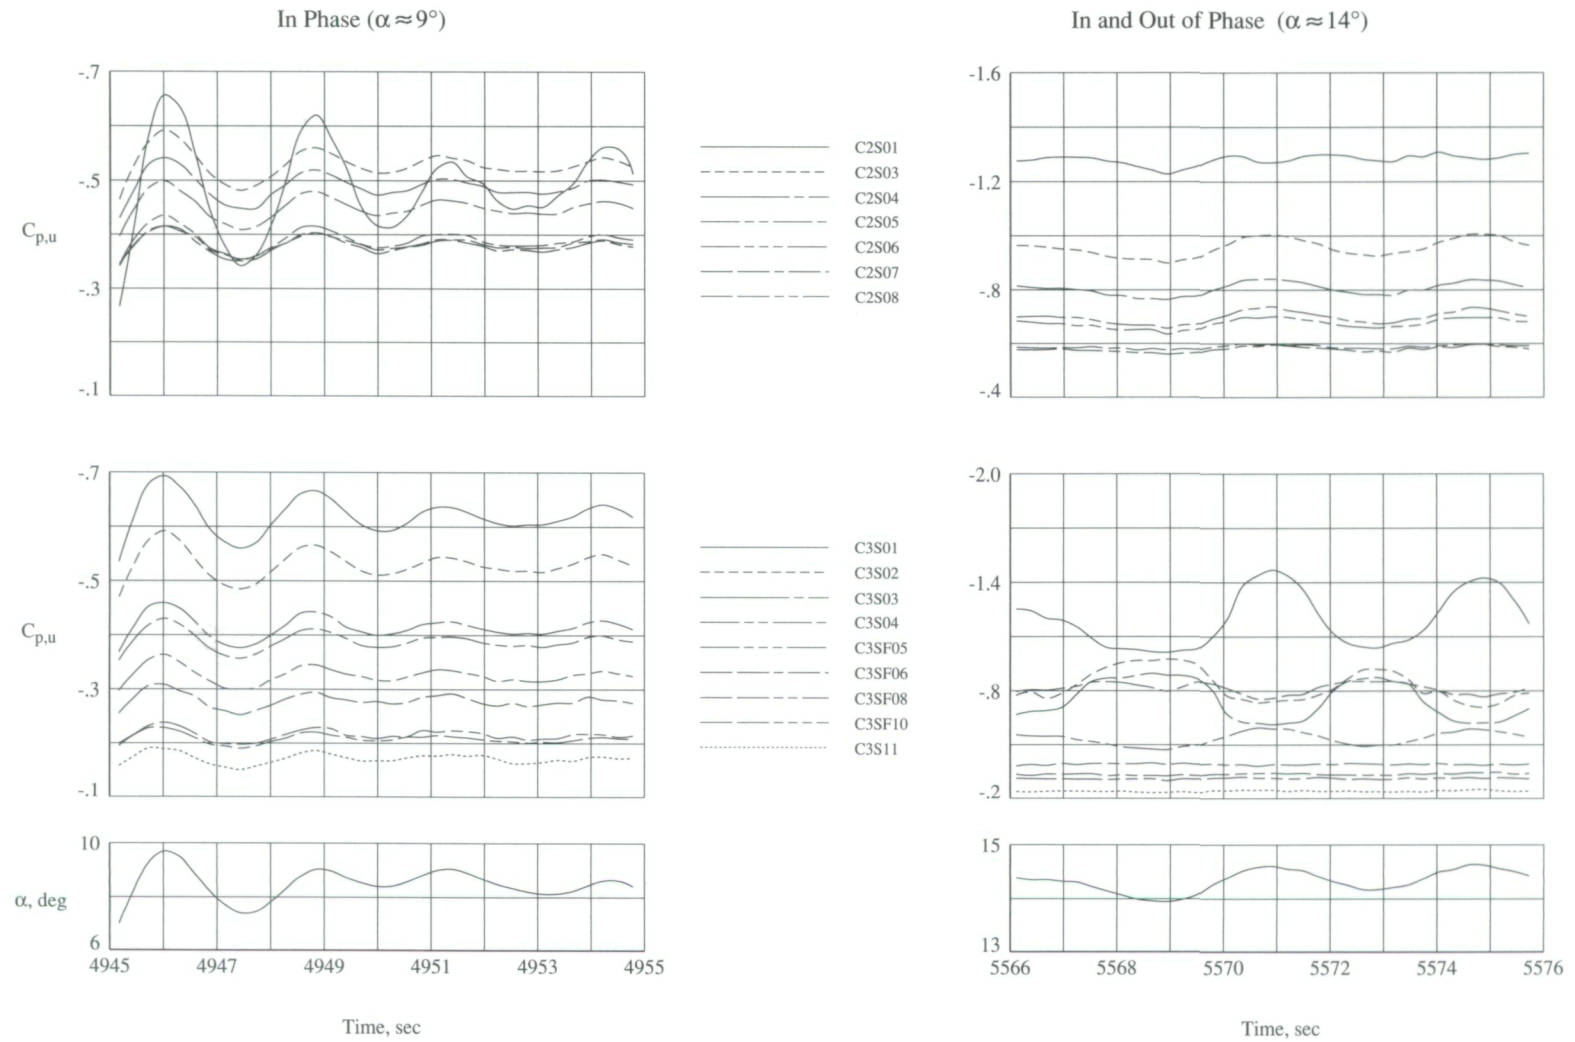 In Phase (α≈9°)
In and Out of Phase (α≈14°)
-.7
-.5
-.3
-.1
Cp,u
C2S01
C2S03
C2S04
C2S05
C2S06
C2S07
C2S08
-1.6
-1.2
-.8
-.4
-.7
-.5
-.3
-.1
Cp,u
C3S01
C3S02
C3S03
C3S04
C3SF05
C3SF06
C3SF08
C3SF10
C3S11
-2.0
-1.4
-.8
-.2
10
6
α, deg
4945 4947 4949 4951 4953 4955
Time, sec
15
13
5566 5568 5570 5572 5574 5576
Time, sec